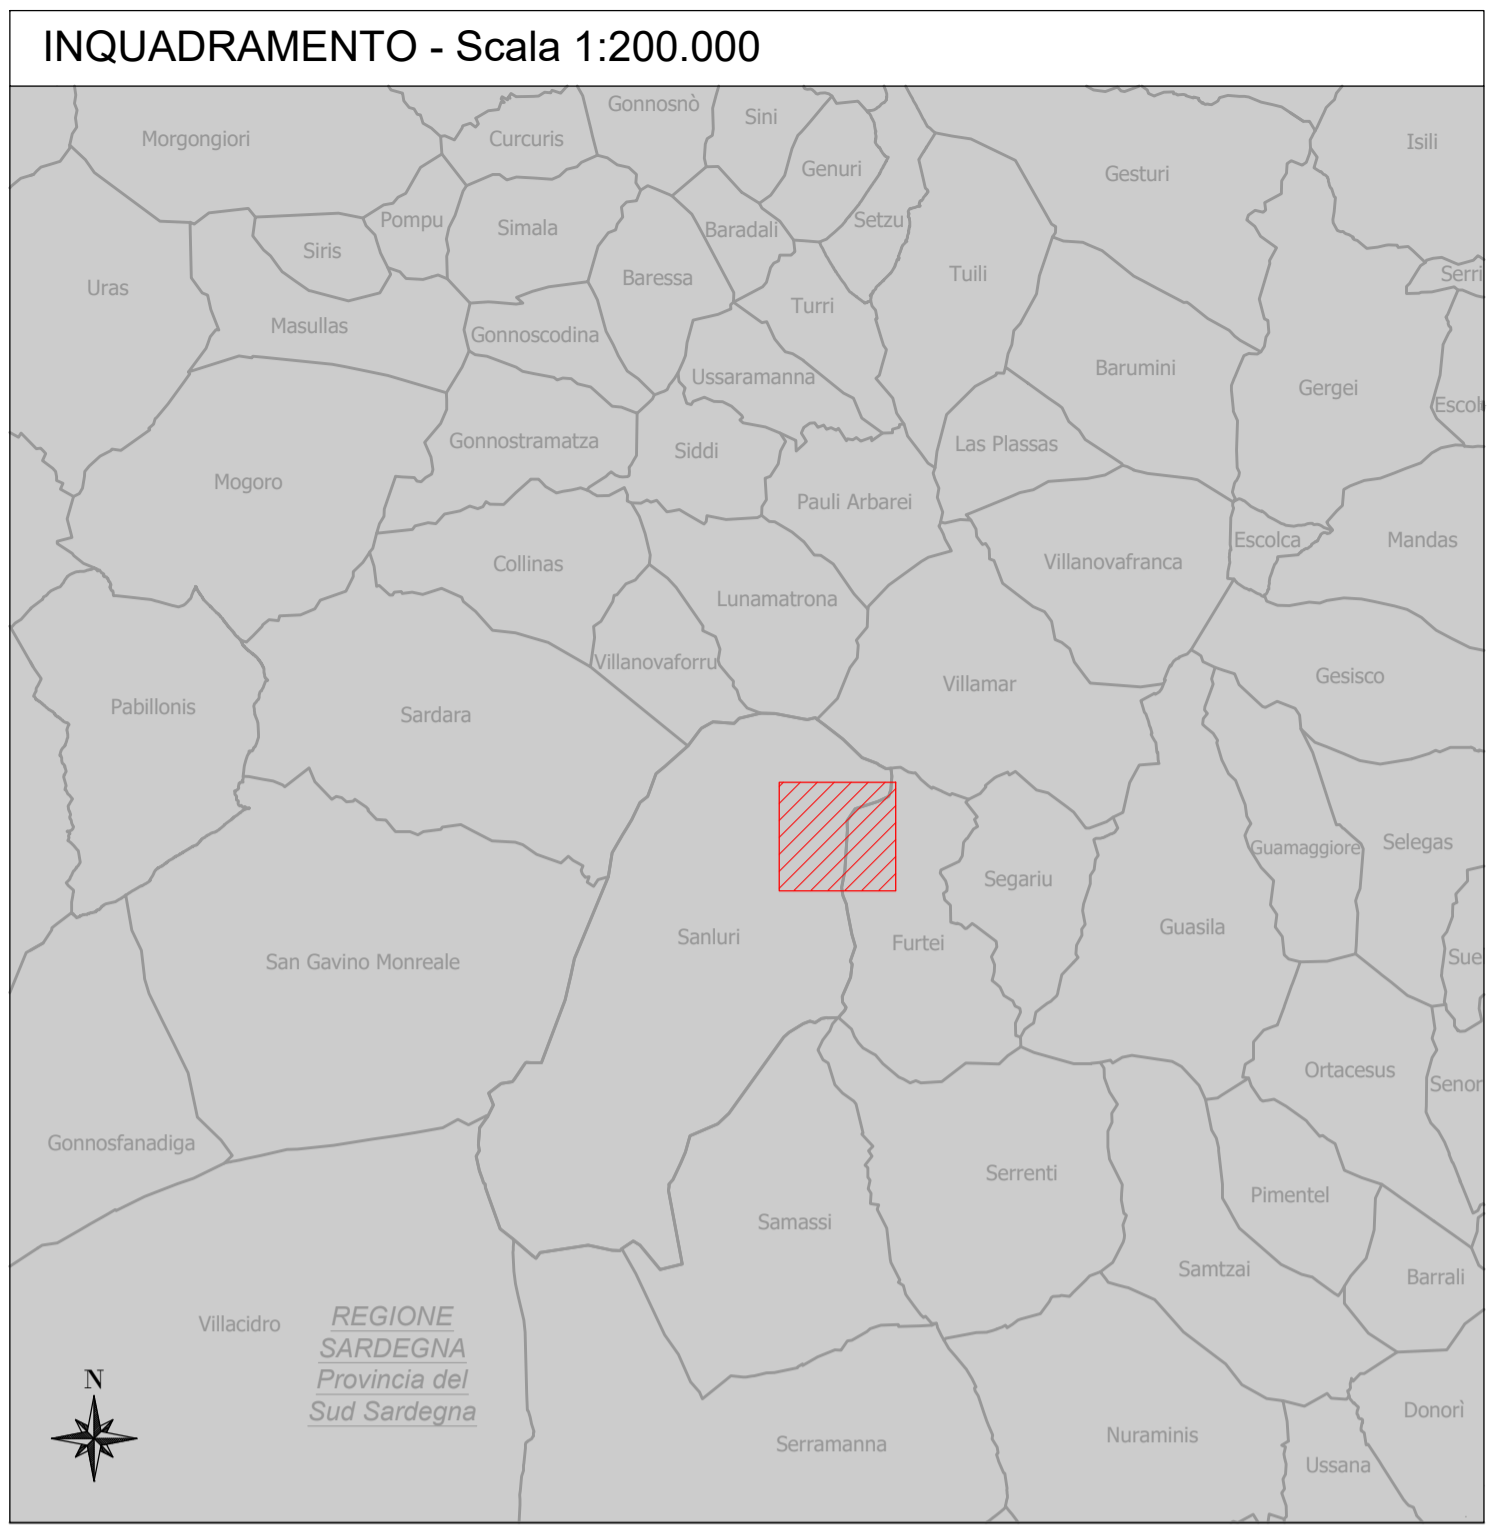 INQUADRAMENTO - Scala 1:200.000
Gonnosnò
Sini
Morgongiori
Curcuris
Isili
Genuri
Gesturi
Pompu
Simala
Baradali
Setzu
Siris
Tuili
Serri
Uras
Baressa
Turri
Masullas
Gonnoscodina
Barumini
Ussaramanna
Gergei
Escol
Gonnostramatza
Siddi
Las Plassas
Mogoro
Pauli Arbarei
Escolca
Mandas
Collinas
Villanovafranca
Lunamatrona
Villanovaforru
Gesisco
Villamar
Pabillonis
Sardara
Guamaggiore
Selegas
Segariu
Guasila
Sanluri
Furtei
San Gavino Monreale
Sue
Ortacesus
Senor
Gonnosfanadiga
Serrenti
Pimentel
Samassi
Samtzai
Barrali
Villacidro
REGIONE
SARDEGNA
Provincia del
Sud Sardegna
N
Donorì
Nuraminis
Serramanna
Ussana